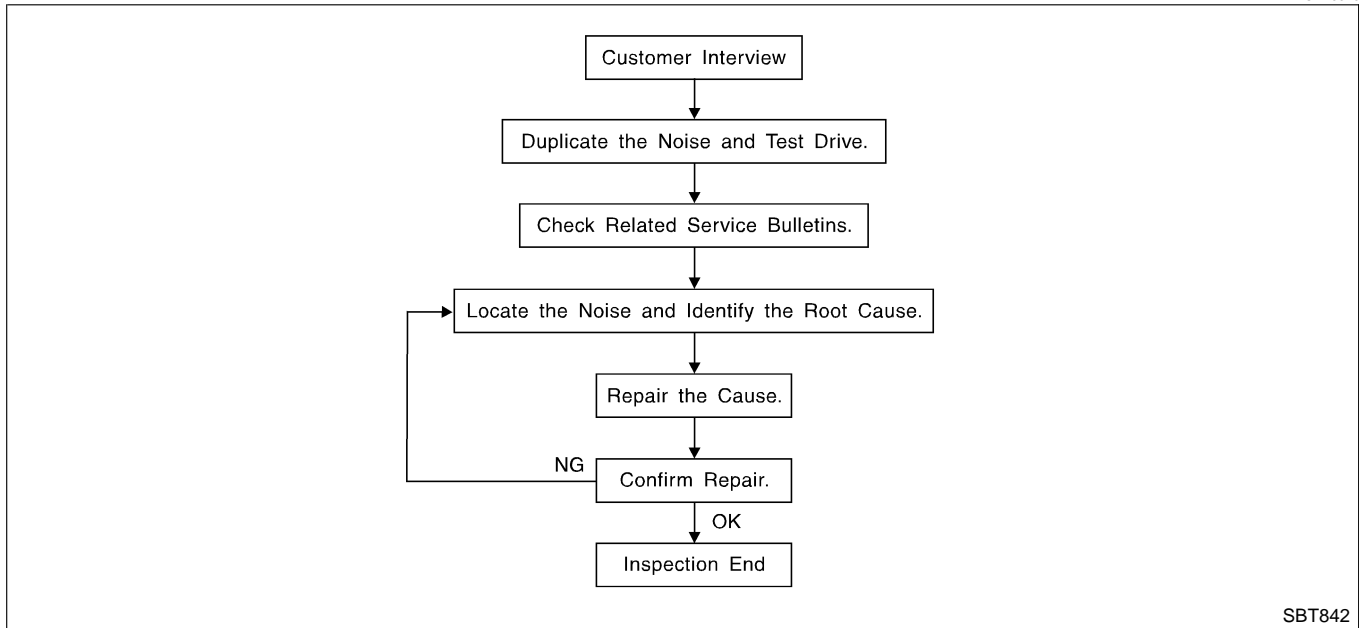 Customer Interview
Duplicate the Noise and Test Drive.
Check Related Service Bulletins.
Locate the Noise and Identify the Root Cause.
Repair the Cause.
NG
Confirm Repair.
OK
Inspection End
SBT842